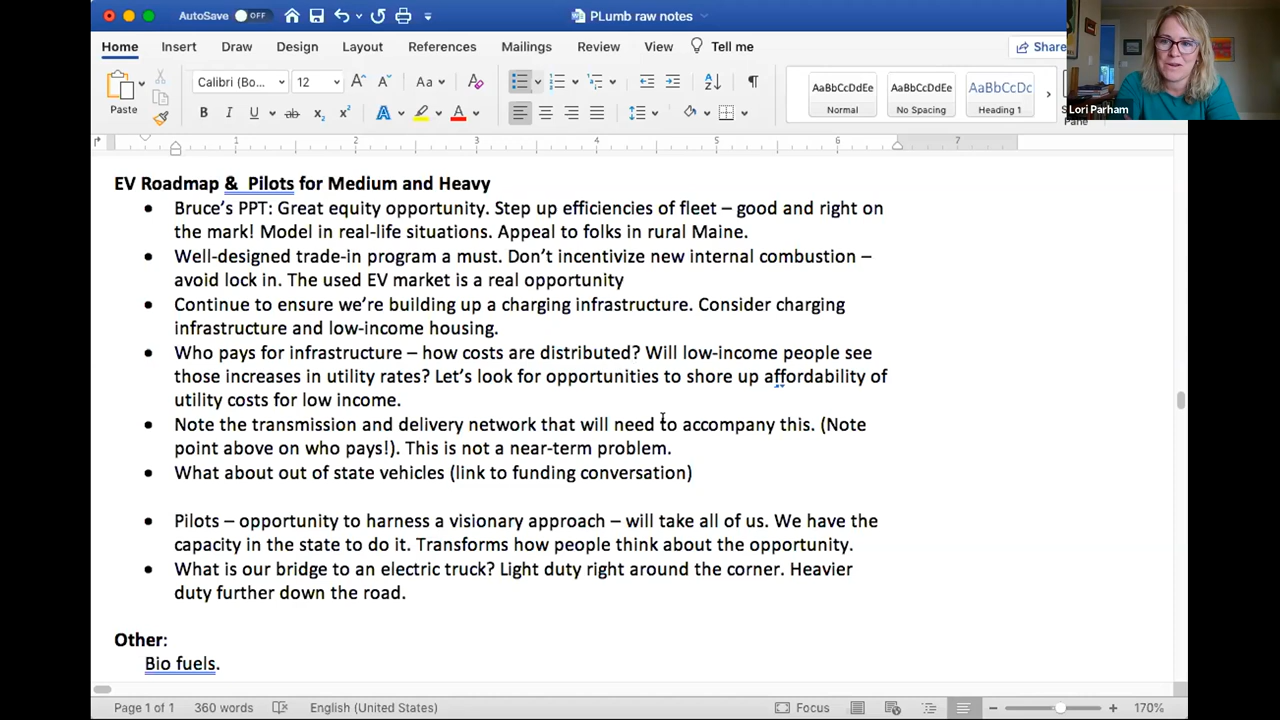 AutoSave OFF PLumb raw notes
Home Insert Draw Design Layout References Mailings Review View Tell me Share
Paste Calibri (Bo... 12 Aa AaBbCcDdEe AaBbCcDdEe AaBbCcDc
B I U ab x₂ x² A A Normal No Spacing Heading 1 Pane
Lori Parham
1 2 3 4 5 6 7
EV Roadmap & Pilots for Medium and Heavy
• Bruce’s PPT: Great equity opportunity. Step up efficiencies of fleet – good and right on
the mark! Model in real-life situations. Appeal to folks in rural Maine.
• Well-designed trade-in program a must. Don’t incentivize new internal combustion –
avoid lock in. The used EV market is a real opportunity
• Continue to ensure we’re building up a charging infrastructure. Consider charging
infrastructure and low-income housing.
• Who pays for infrastructure – how costs are distributed? Will low-income people see
those increases in utility rates? Let’s look for opportunities to shore up affordability of
utility costs for low income.
• Note the transmission and delivery network that will need to accompany this. (Note
point above on who pays!). This is not a near-term problem.
• What about out of state vehicles (link to funding conversation)
• Pilots – opportunity to harness a visionary approach – will take all of us. We have the
capacity in the state to do it. Transforms how people think about the opportunity.
• What is our bridge to an electric truck? Light duty right around the corner. Heavier
duty further down the road.
Other:
Bio fuels.
Page 1 of 1 360 words English (United States) Focus 170%